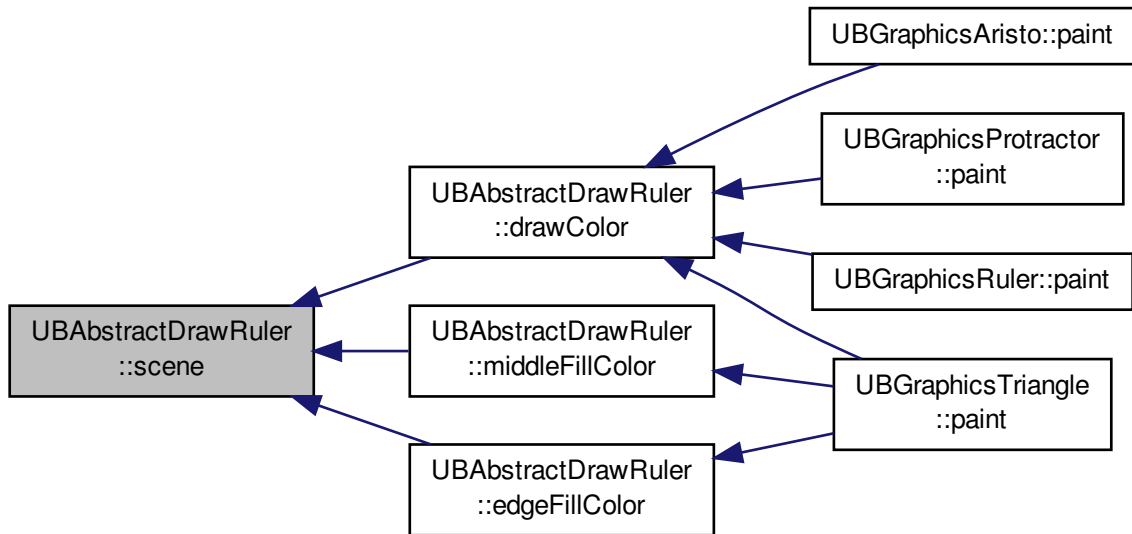 UBAbstractDrawRuler
::scene
UBAbstractDrawRuler
::drawColor
UBAbstractDrawRuler
::middleFillColor
UBAbstractDrawRuler
::edgeFillColor
UBGraphicsAristo::paint
UBGraphicsProtractor
::paint
UBGraphicsRuler::paint
UBGraphicsTriangle
::paint